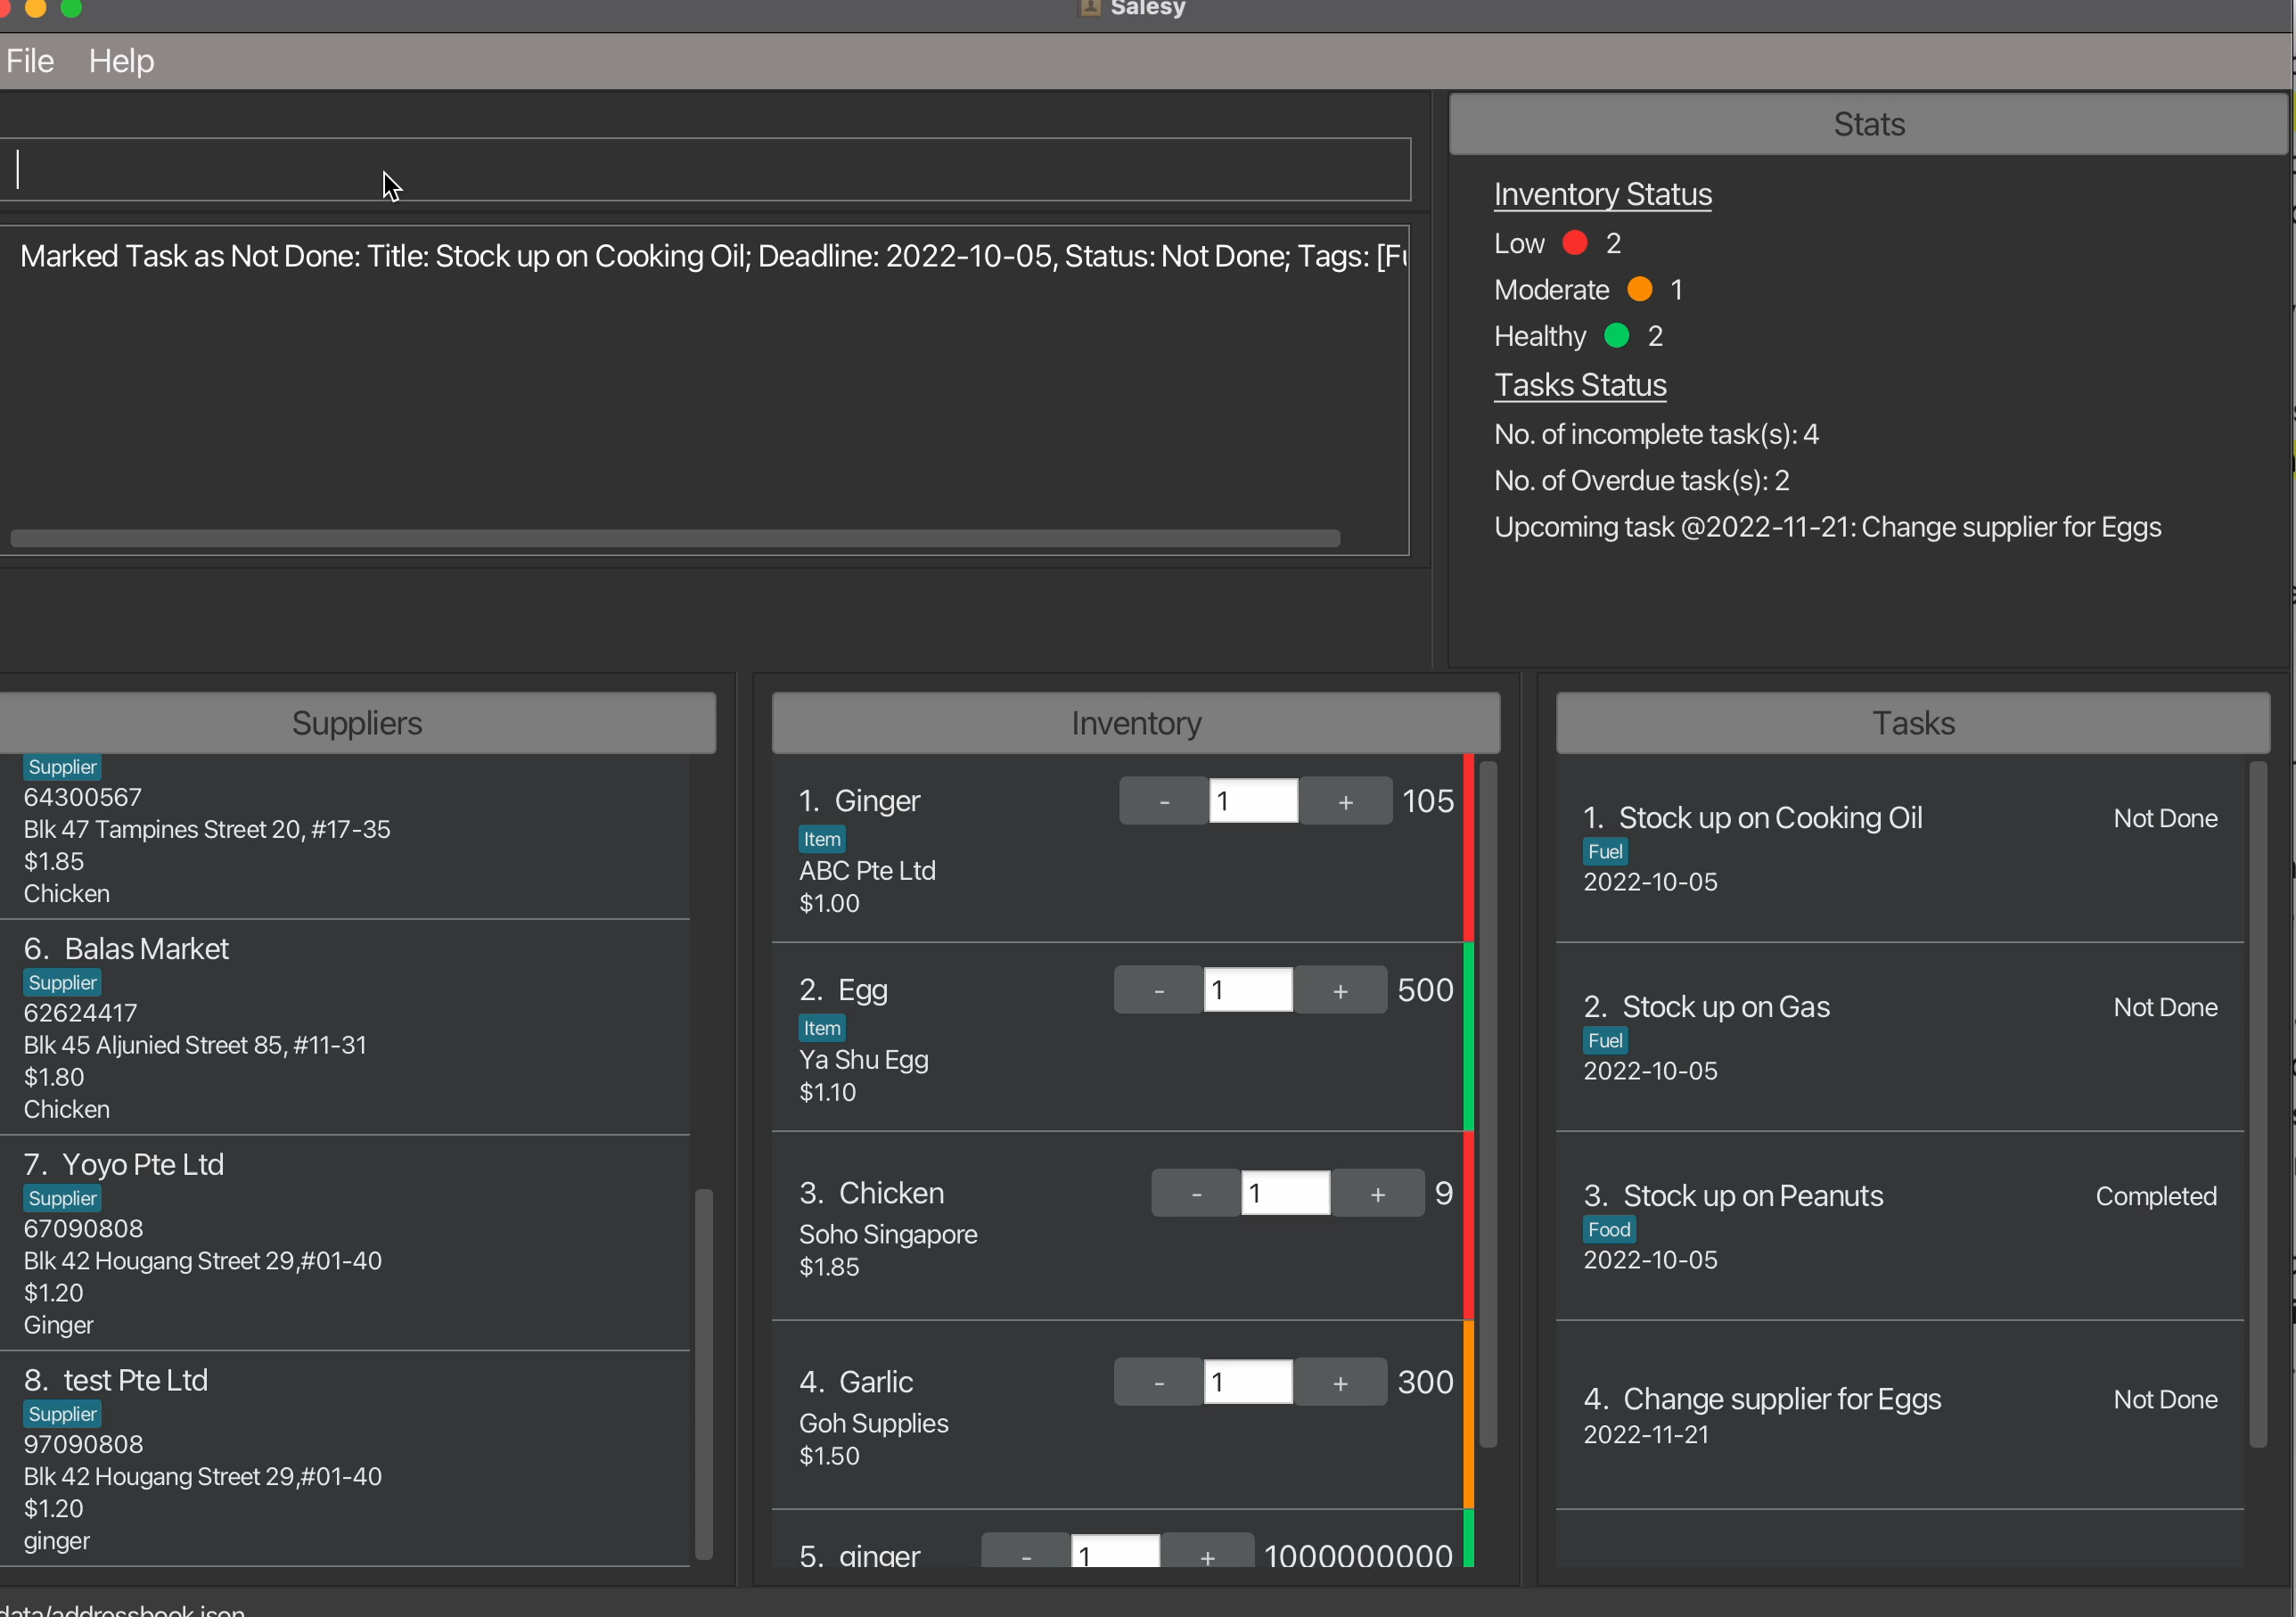 Salesy
File Help
Marked Task as Not Done: Title: Stock up on Cooking Oil; Deadline: 2022-10-05, Status: Not Done; Tags: [Fu
Stats
Inventory Status
Low 2
Moderate 1
Healthy 2
Tasks Status
No. of incomplete task(s): 4
No. of Overdue task(s): 2
Upcoming task @2022-11-21: Change supplier for Eggs
Suppliers
Supplier
64300567
Blk 47 Tampines Street 20, #17-35
$1.85
Chicken
6. Balas Market
Supplier
62624417
Blk 45 Aljunied Street 85, #11-31
$1.80
Chicken
7. Yoyo Pte Ltd
Supplier
67090808
Blk 42 Hougang Street 29,#01-40
$1.20
Ginger
8. test Pte Ltd
Supplier
97090808
Blk 42 Hougang Street 29,#01-40
$1.20
ginger
Inventory
1. Ginger - 1 + 105
Item
ABC Pte Ltd
$1.00
2. Egg - 1 + 500
Item
Ya Shu Egg
$1.10
3. Chicken - 1 + 9
Soho Singapore
$1.85
4. Garlic - 1 + 300
Goh Supplies
$1.50
5. ginger - 1 + 1000000000
Tasks
1. Stock up on Cooking Oil Not Done
Fuel
2022-10-05
2. Stock up on Gas Not Done
Fuel
2022-10-05
3. Stock up on Peanuts Completed
Food
2022-10-05
4. Change supplier for Eggs Not Done
2022-11-21
data/addressbook.json